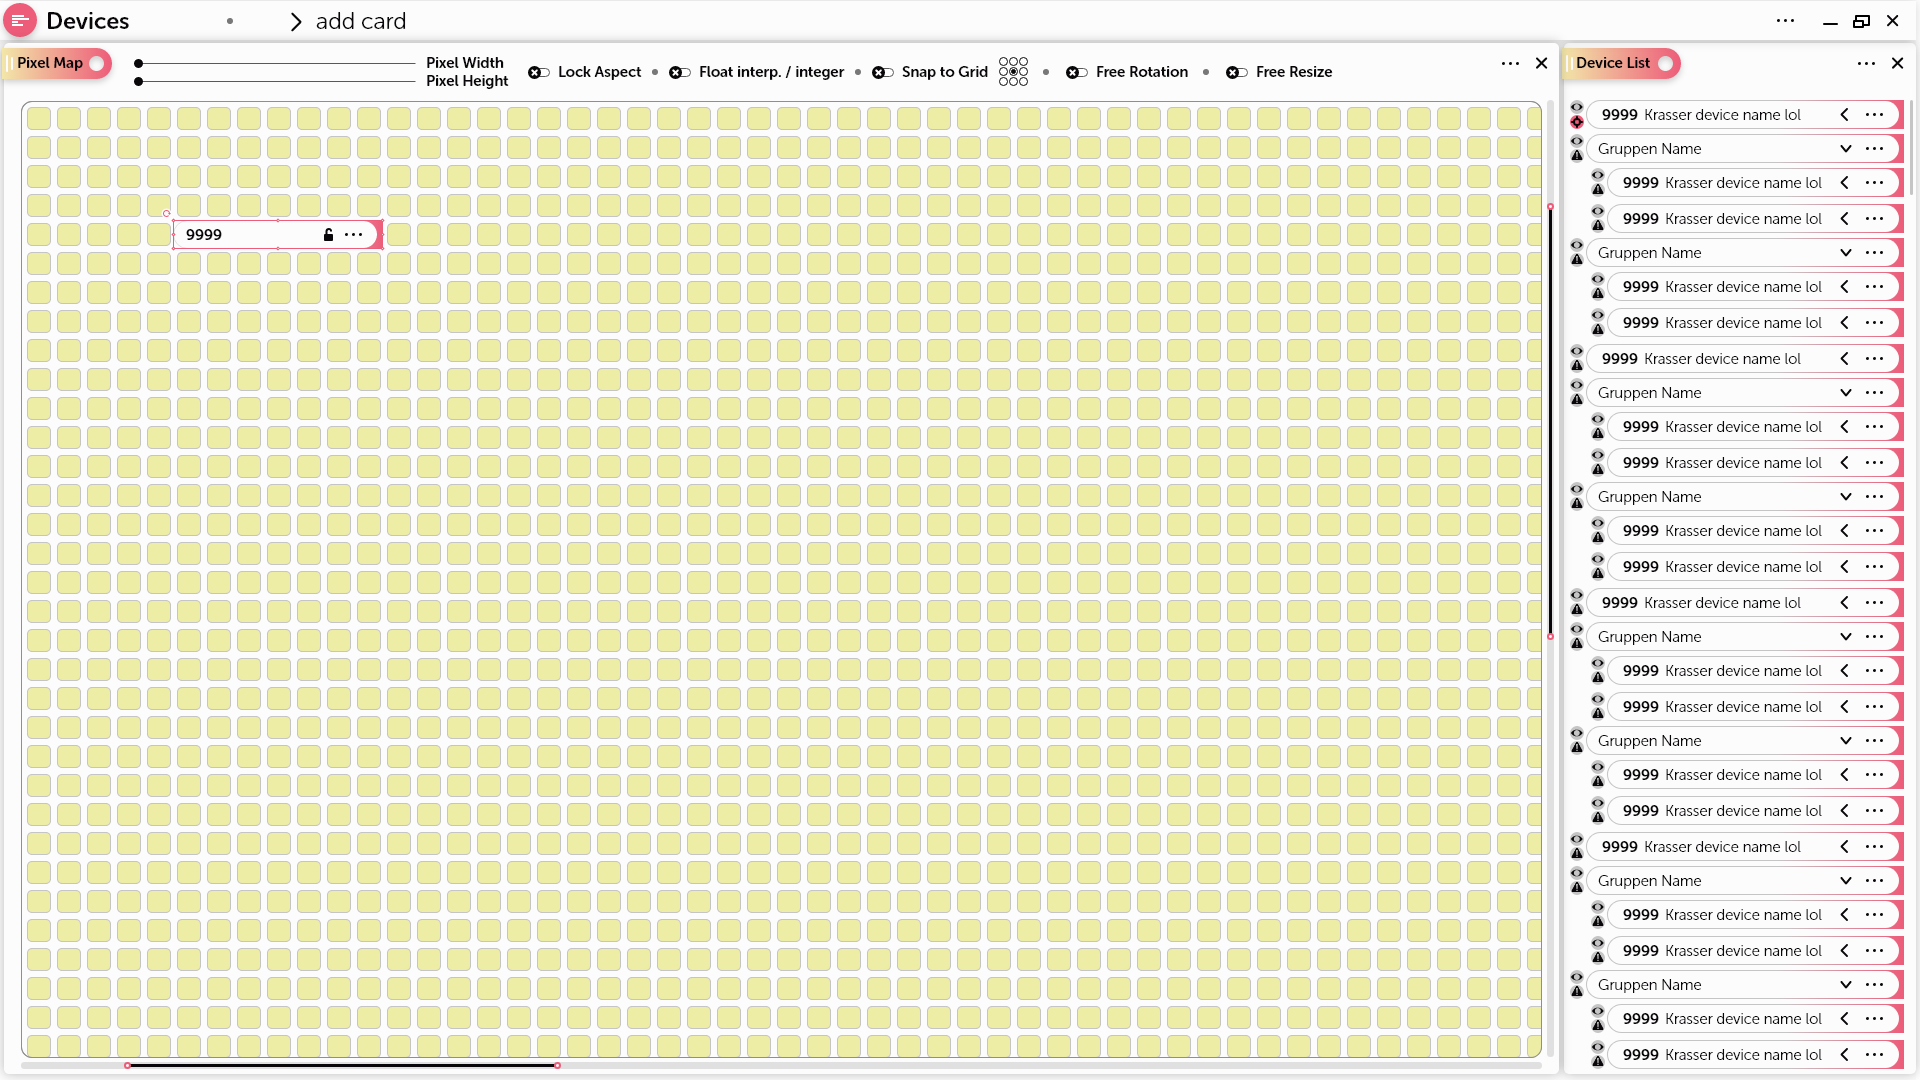 Devices
add card
Pixel Map
Pixel Width
Pixel Height
Lock Aspect
Float interp. / integer
Snap to Grid
Free Rotation
Free Resize
9999
Device List
9999 Krasser device name lol
Gruppen Name
9999 Krasser device name lol
9999 Krasser device name lol
Gruppen Name
9999 Krasser device name lol
9999 Krasser device name lol
9999 Krasser device name lol
Gruppen Name
9999 Krasser device name lol
9999 Krasser device name lol
Gruppen Name
9999 Krasser device name lol
9999 Krasser device name lol
9999 Krasser device name lol
Gruppen Name
9999 Krasser device name lol
9999 Krasser device name lol
Gruppen Name
9999 Krasser device name lol
9999 Krasser device name lol
9999 Krasser device name lol
Gruppen Name
9999 Krasser device name lol
9999 Krasser device name lol
Gruppen Name
9999 Krasser device name lol
9999 Krasser device name lol